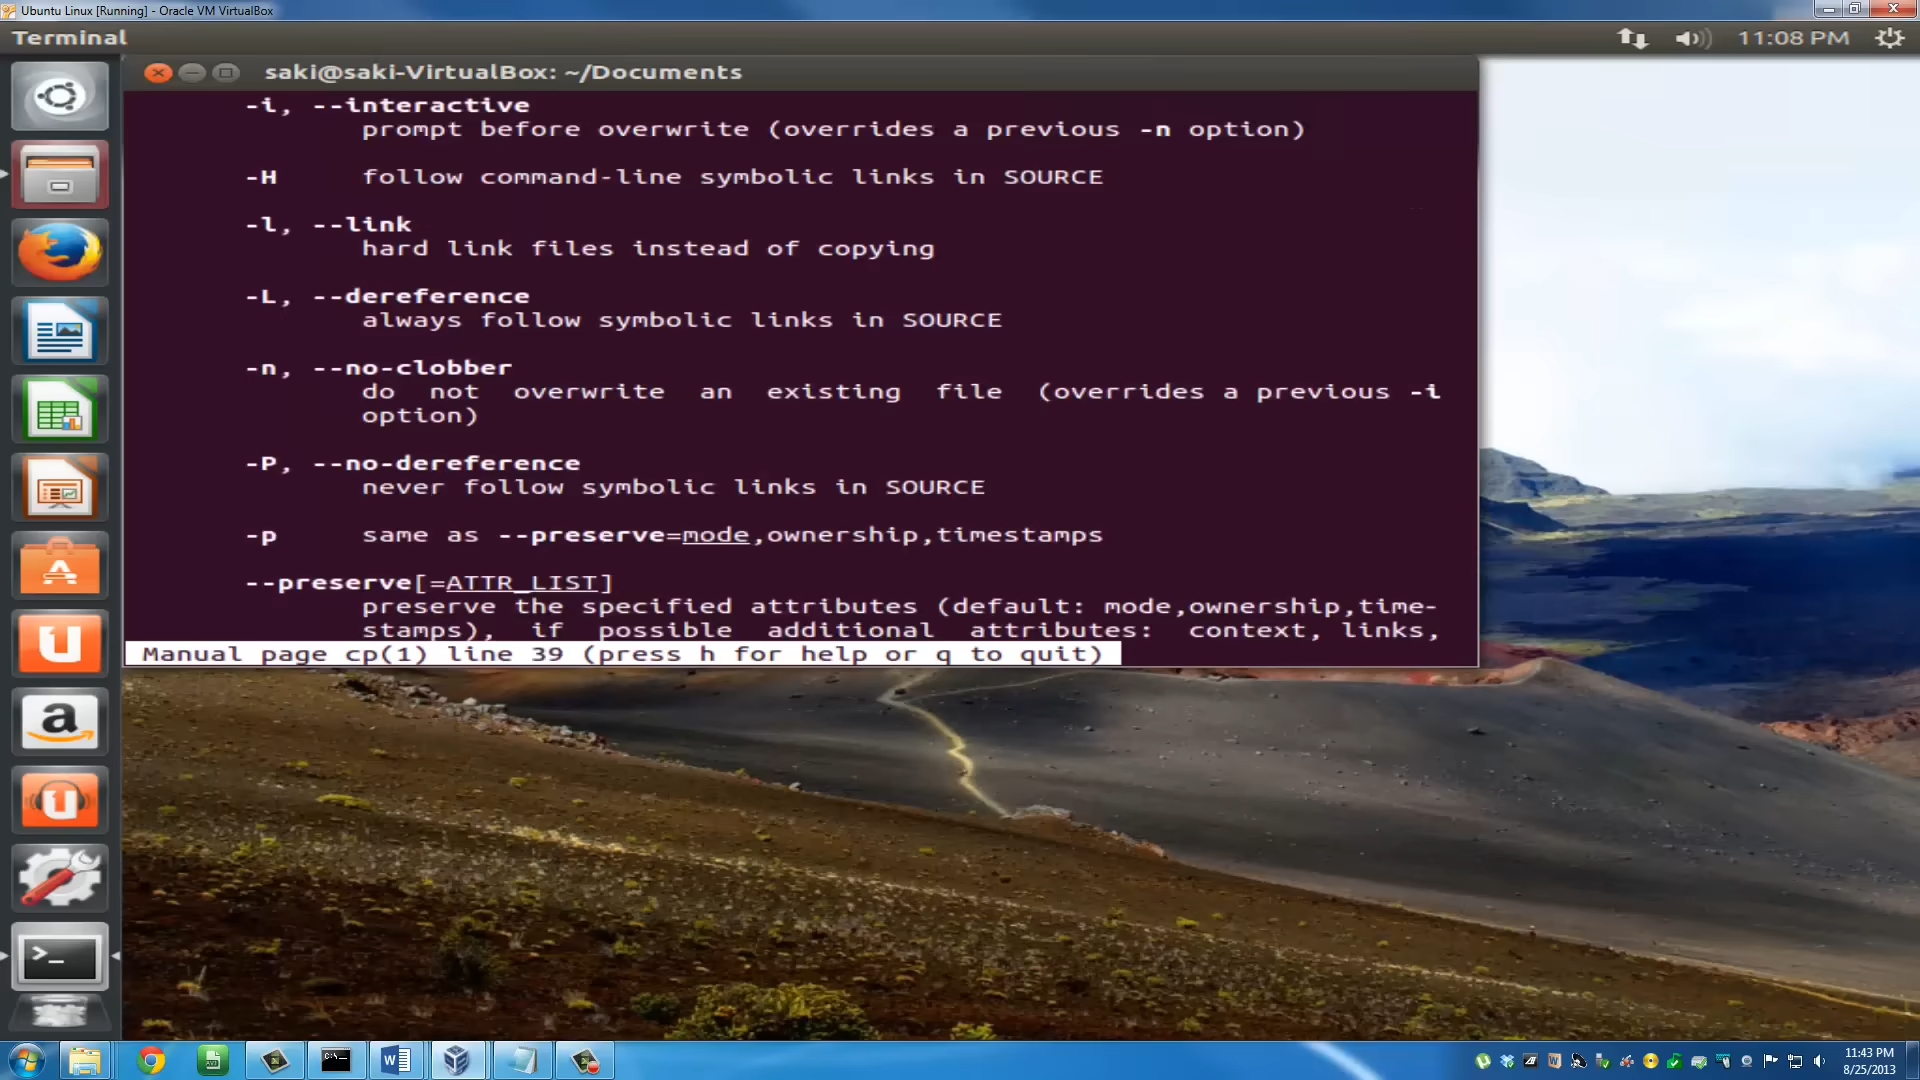 Ubuntu Linux [Running] - Oracle VM VirtualBox
Terminal
11:08 PM
saki@saki-VirtualBox: ~/Documents
-i, --interactive
prompt before overwrite (overrides a previous -n option)
-H follow command-line symbolic links in SOURCE
-l, --link
hard link files instead of copying
-L, --dereference
always follow symbolic links in SOURCE
-n, --no-clobber
do not overwrite an existing file (overrides a previous -i
option)
-P, --no-dereference
never follow symbolic links in SOURCE
-p same as --preserve=mode,ownership,timestamps
--preserve[=ATTR_LIST]
preserve the specified attributes (default: mode,ownership,time-
stamps), if possible additional attributes: context, links,
Manual page cp(1) line 39 (press h for help or q to quit)
11:43 PM
8/25/2013